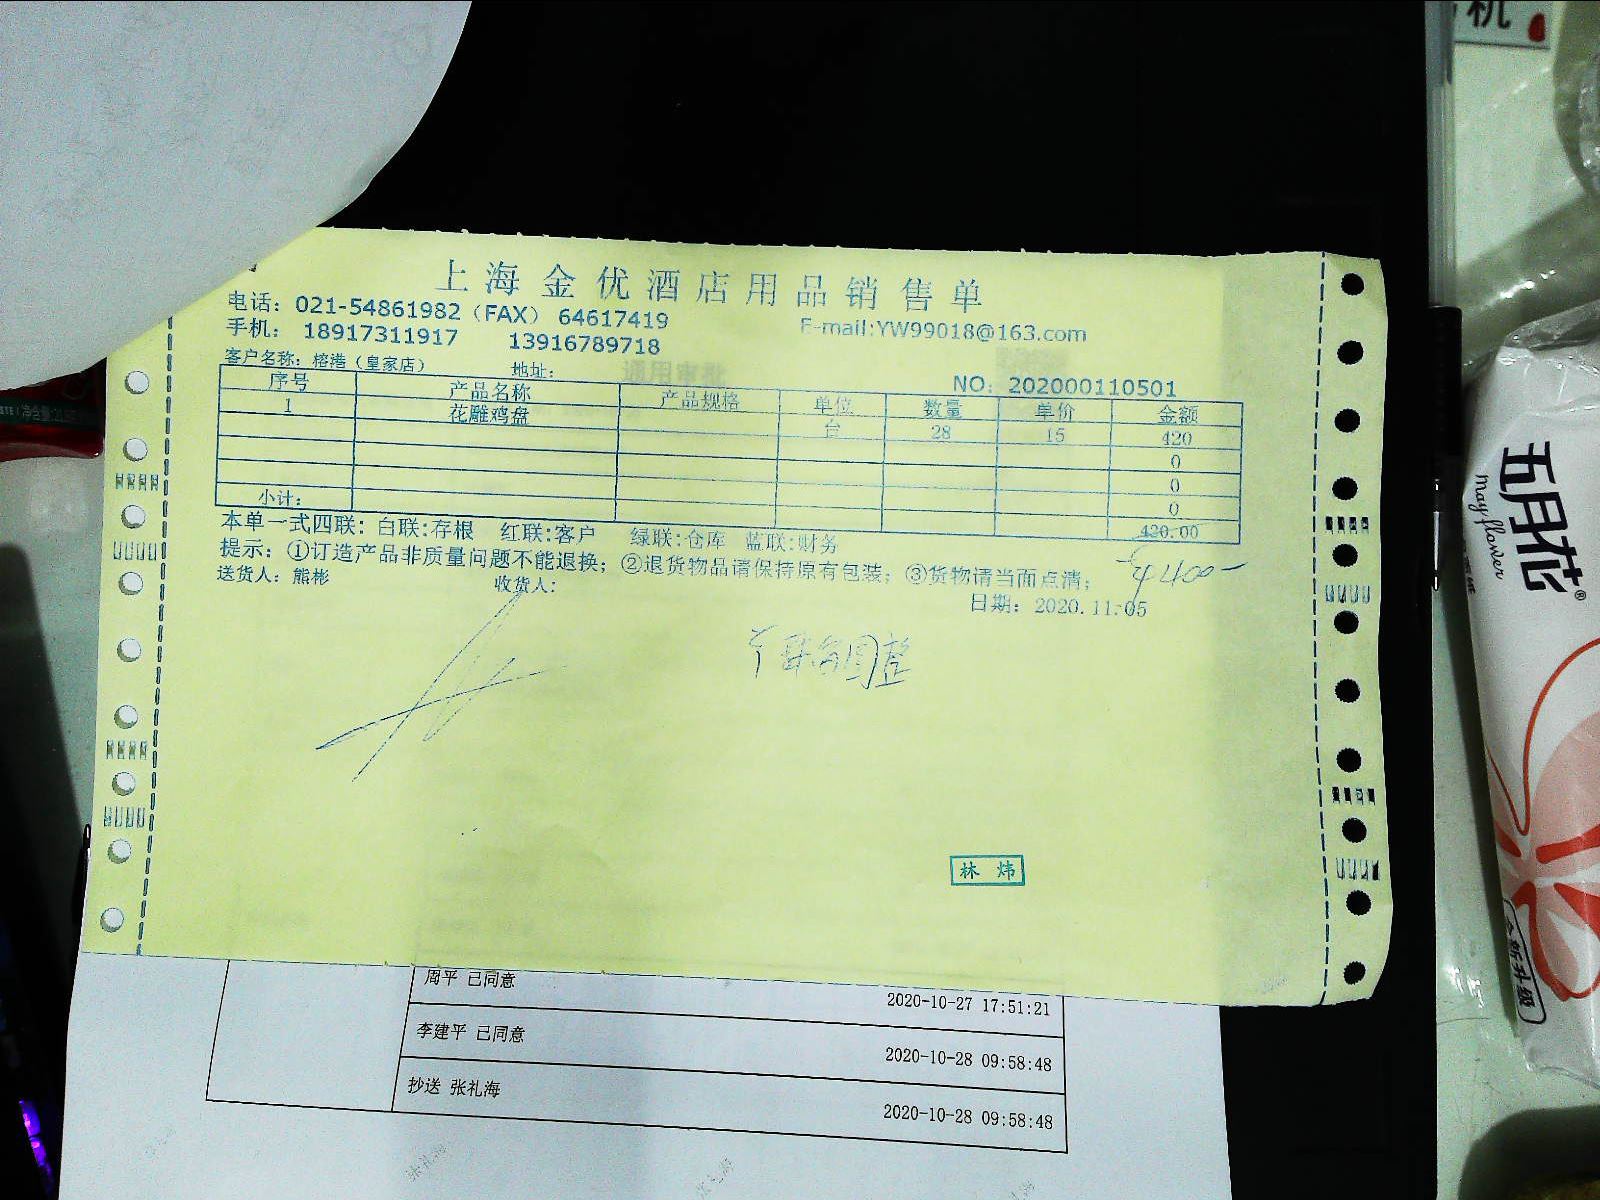 机
上海金优酒店用品销售单
电话：021-54861982（FAX） 64617419
手机： 18917311917 13916789718
E-mail:YW99018@163.com
客户名称：榕港（皇家店） 地址：
NO：202000110501
序号 产品名称 产品规格 单位 数量 单价 金额
1 花雕鸡盘 台 28 15 420
0
0
0
小计： 420.00
本单一式四联：白联:存根 红联:客户 绿联:仓库 蓝联:财务
提示：①订造产品非质量问题不能退换；②退货物品请保持原有包装；③货物请当面点清；
送货人：熊彬 收货人：
日期：2020.11.05
林炜
周平 已同意 2020-10-27 17:51:21
李建平 已同意 2020-10-28 09:58:48
抄送 张礼海 2020-10-28 09:58:48
五月花®
May flower
全新升级